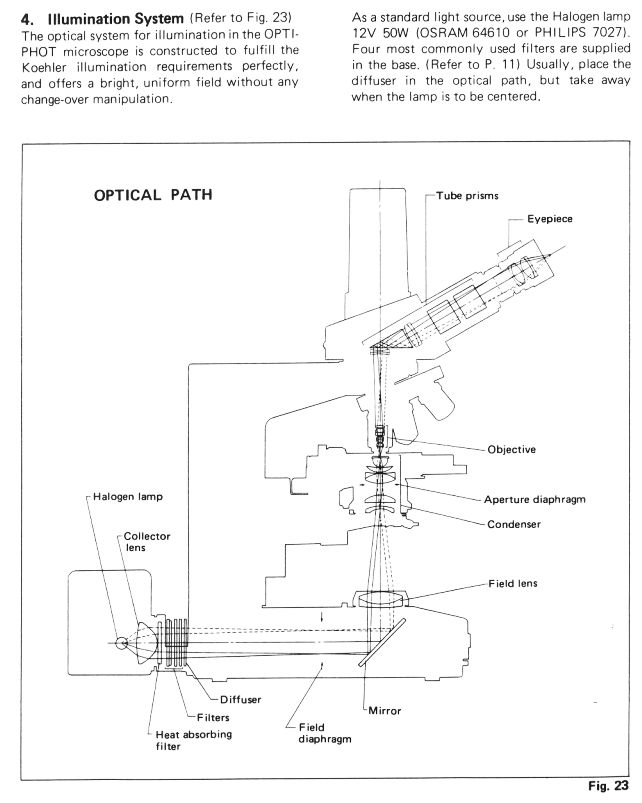 4. Illumination System (Refer to Fig. 23)
The optical system for illumination in the OPTI-
PHOT microscope is constructed to fulfill the
Koehler illumination requirements perfectly,
and offers a bright, uniform field without any
change-over manipulation.
As a standard light source, use the Halogen lamp
12V 50W (OSRAM 64610 or PHILIPS 7027).
Four most commonly used filters are supplied
in the base. (Refer to P. 11) Usually, place the
diffuser in the optical path, but take away
when the lamp is to be centered.
OPTICAL PATH
Tube prisms
Eyepiece
Objective
Halogen lamp
Aperture diaphragm
Condenser
Collector
lens
Field lens
Diffuser
Mirror
Filters
Field
diaphragm
Heat absorbing
filter
Fig. 23